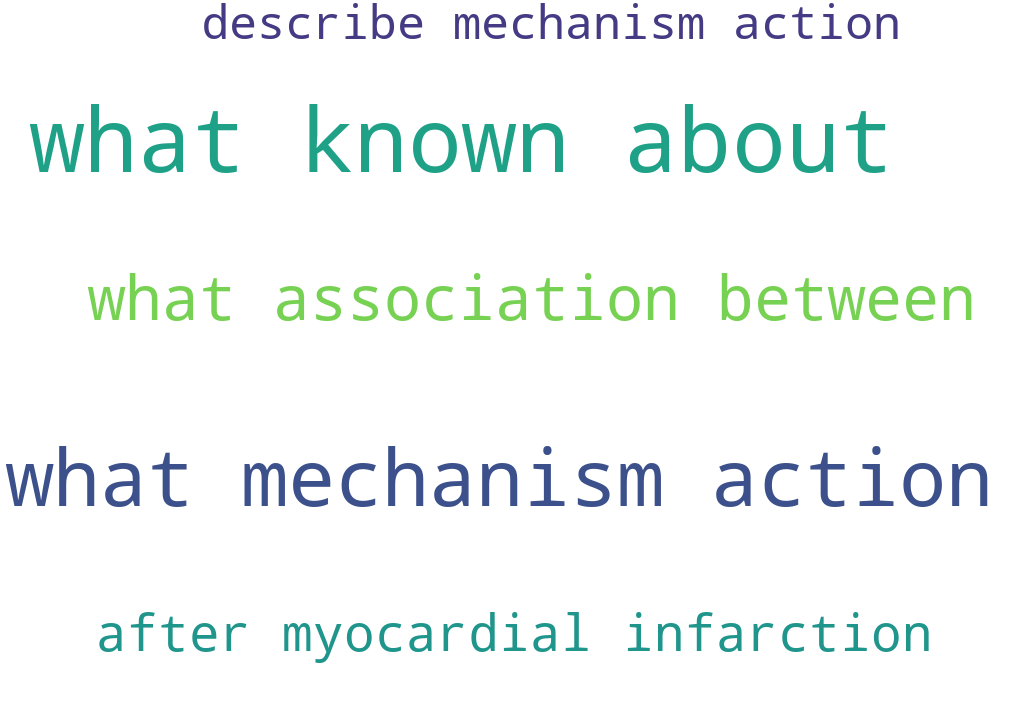 describe mechanism action
what known about
what association between
what mechanism action
after myocardial infarction